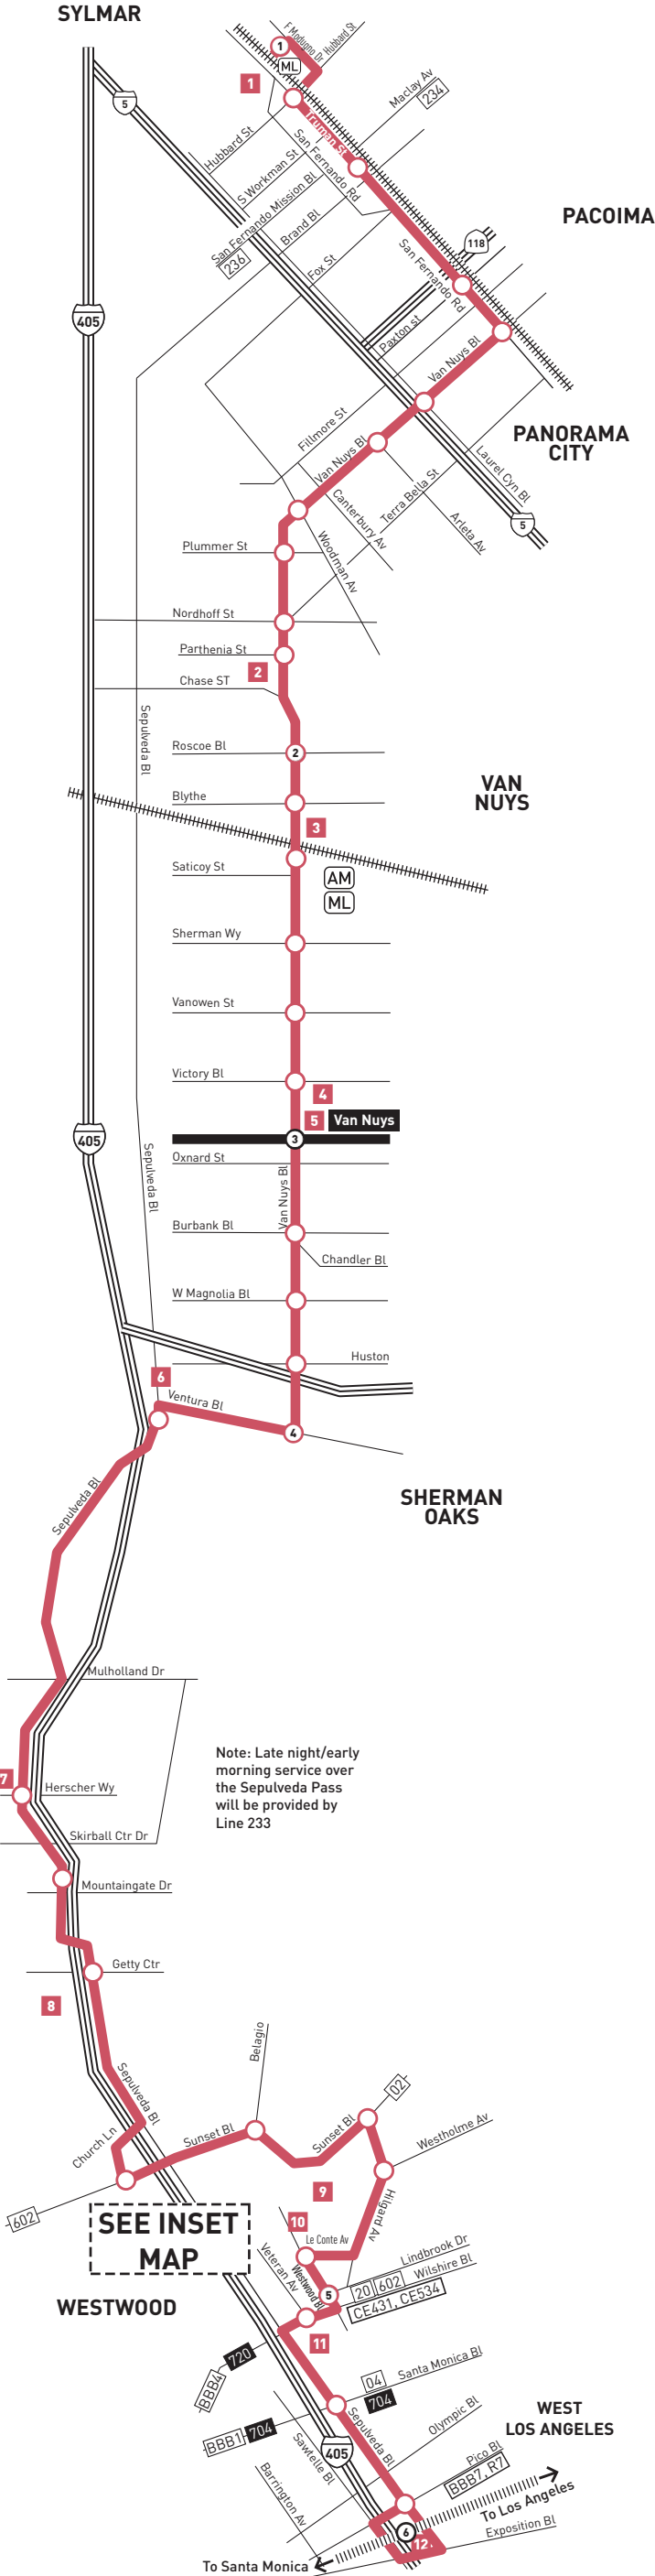 SYLMAR
F Modugno Dr
Hubbard St
1
ML
1
5
Maclay Av
234
Truman St
Hubbard St
San Fernando Rd
S Workman St
San Fernando Mission Bl
236
Brand Bl
PACOIMA
118
San Fernando Rd
Fox St
Paxton st
Van Nuys Bl
PANORAMA
CITY
Fillmore St
Van Nuys Bl
Laurel Cyn Bl
Canterbury Av
Terra Bella St
Arleta Av
5
Woodman Av
405
Plummer St
Nordhoff St
Parthenia St
2
Chase ST
Sepulveda Bl
Roscoe Bl
2
VAN
NUYS
Blythe
3
Saticoy St
AM
ML
Sherman Wy
Vanowen St
Victory Bl
4
5
Van Nuys
405
3
Oxnard St
Sepulveda Bl
Van Nuys Bl
Burbank Bl
Chandler Bl
W Magnolia Bl
Huston
6
Ventura Bl
4
SHERMAN
OAKS
Sepulveda Bl
Mulholland Dr
Note: Late night/early
morning service over
the Sepulveda Pass
will be provided by
Line 233
7
Herscher Wy
Skirball Ctr Dr
Mountaingate Dr
Getty Ctr
8
Sepulveda Bl
Belagio
02
Church Ln
Sunset Bl
Sunset Bl
Westholme Av
602
9
Hilgard Av
SEE INSET
MAP
10
Le Conte Av
Veteran Av
Westwood Bl
Lindbrook Dr
Wilshire Bl
5
20
602
CE431, CE534
WESTWOOD
11
720
BBB4
04
704
Santa Monica Bl
BBB1
704
Sepulveda Bl
Olympic Bl
WEST
LOS ANGELES
405
Sawtelle Bl
Pico Bl
BBB7, R7
Barrington Av
To Los Angeles
6
12
Exposition Bl
To Santa Monica